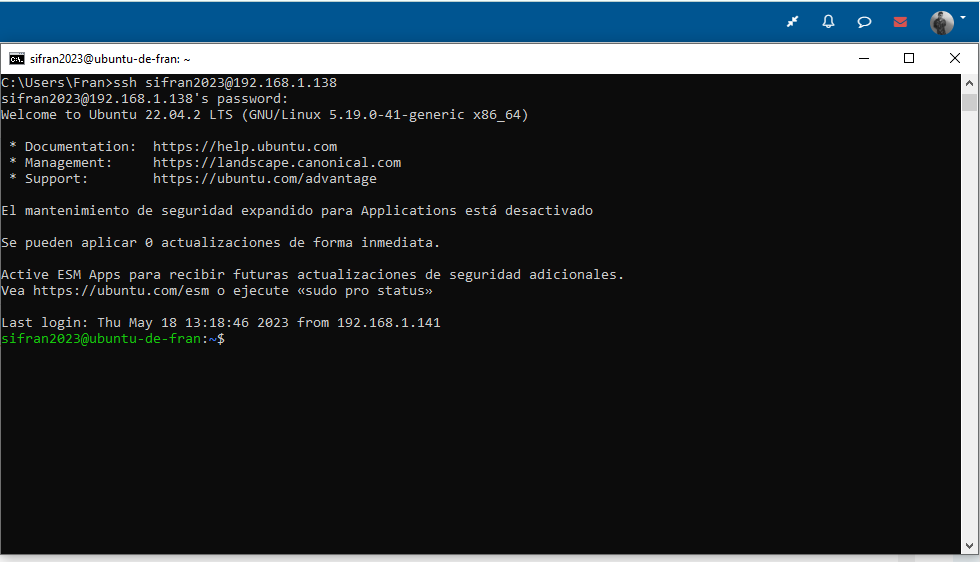 sifran2023@ubuntu-de-fran: ~
C:\Users\Fran>ssh sifran2023@192.168.1.138
sifran2023@192.168.1.138's password:
Welcome to Ubuntu 22.04.2 LTS (GNU/Linux 5.19.0-41-generic x86_64)
* Documentation:  https://help.ubuntu.com
* Management:     https://landscape.canonical.com
* Support:        https://ubuntu.com/advantage
El mantenimiento de seguridad expandido para Applications está desactivado
Se pueden aplicar 0 actualizaciones de forma inmediata.
Active ESM Apps para recibir futuras actualizaciones de seguridad adicionales.
Vea https://ubuntu.com/esm o ejecute «sudo pro status»
Last login: Thu May 18 13:18:46 2023 from 192.168.1.141
sifran2023@ubuntu-de-fran:~$